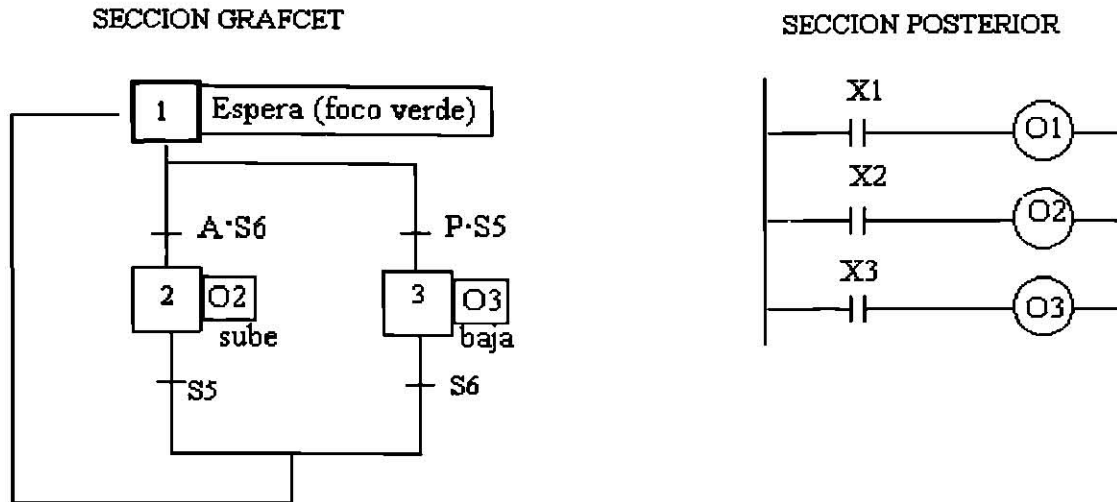 SECCION GRAFCET
SECCION POSTERIOR
1 Espera (foco verde)
A·S6
P·S5
2 O2
sube
3 O3
baja
S5
S6
X1
O1
X2
O2
X3
O3